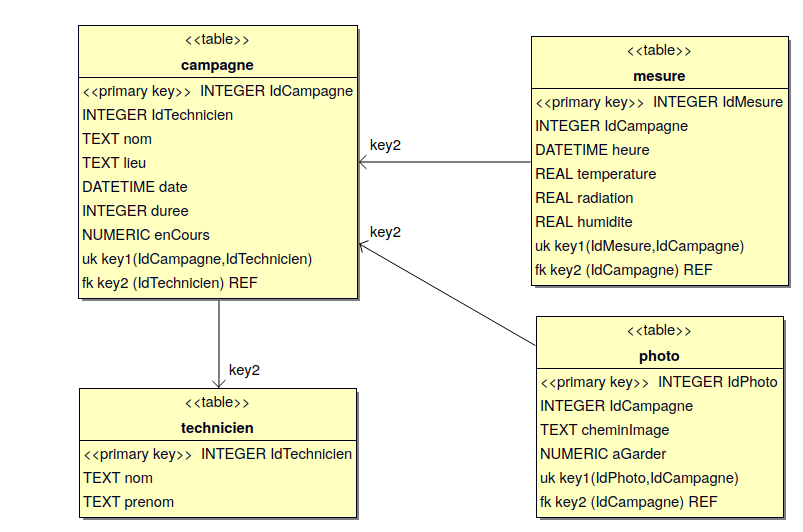 <<table>>
campagne
<<primary key>> INTEGER IdCampagne
INTEGER IdTechnicien
TEXT nom
TEXT lieu
DATETIME date
INTEGER duree
NUMERIC enCours
uk key1(IdCampagne,IdTechnicien)
fk key2 (IdTechnicien) REF
key2
<<table>>
technicien
<<primary key>> INTEGER IdTechnicien
TEXT nom
TEXT prenom
key2
key2
<<table>>
mesure
<<primary key>> INTEGER IdMesure
INTEGER IdCampagne
DATETIME heure
REAL temperature
REAL radiation
REAL humidite
uk key1(IdMesure,IdCampagne)
fk key2 (IdCampagne) REF
<<table>>
photo
<<primary key>> INTEGER IdPhoto
INTEGER IdCampagne
TEXT cheminImage
NUMERIC aGarder
uk key1(IdPhoto,IdCampagne)
fk key2 (IdCampagne) REF